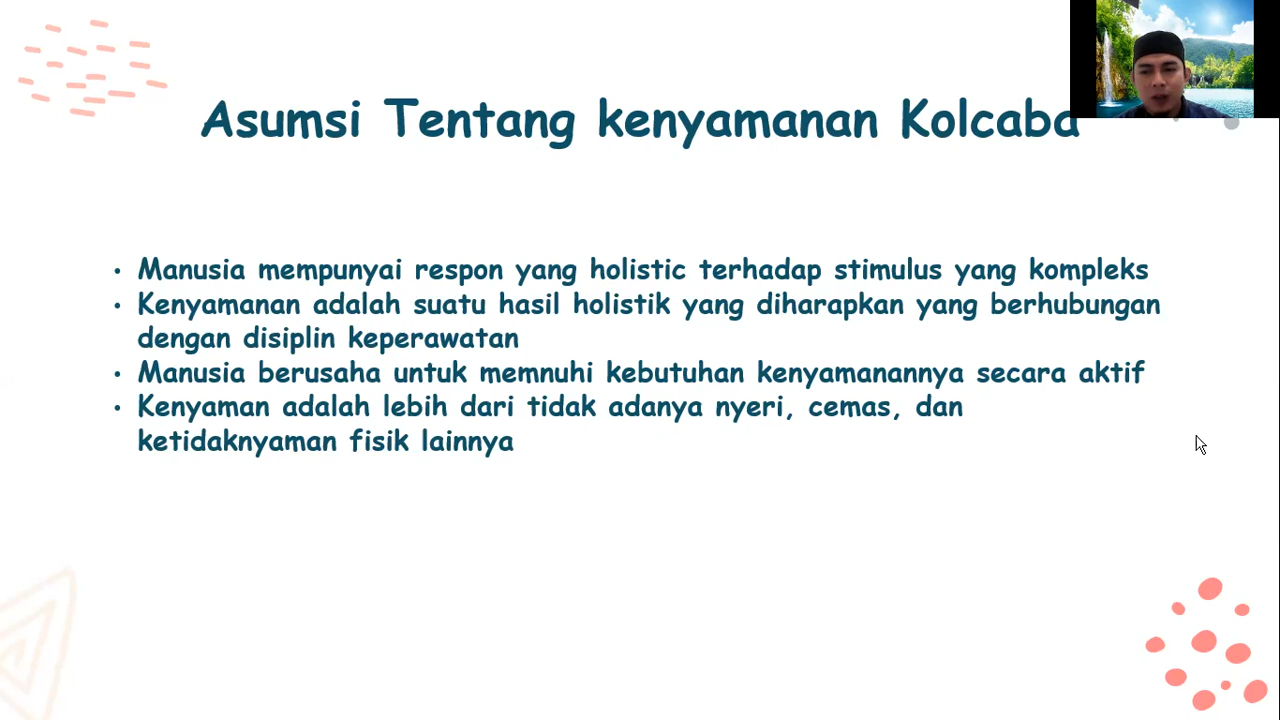 Asumsi Tentang kenyamanan Kolcaba
• Manusia mempunyai respon yang holistic terhadap stimulus yang kompleks
• Kenyamanan adalah suatu hasil holistik yang diharapkan yang berhubungan
dengan disiplin keperawatan
• Manusia berusaha untuk memnuhi kebutuhan kenyamanannya secara aktif
• Kenyaman adalah lebih dari tidak adanya nyeri, cemas, dan
ketidaknyaman fisik lainnya